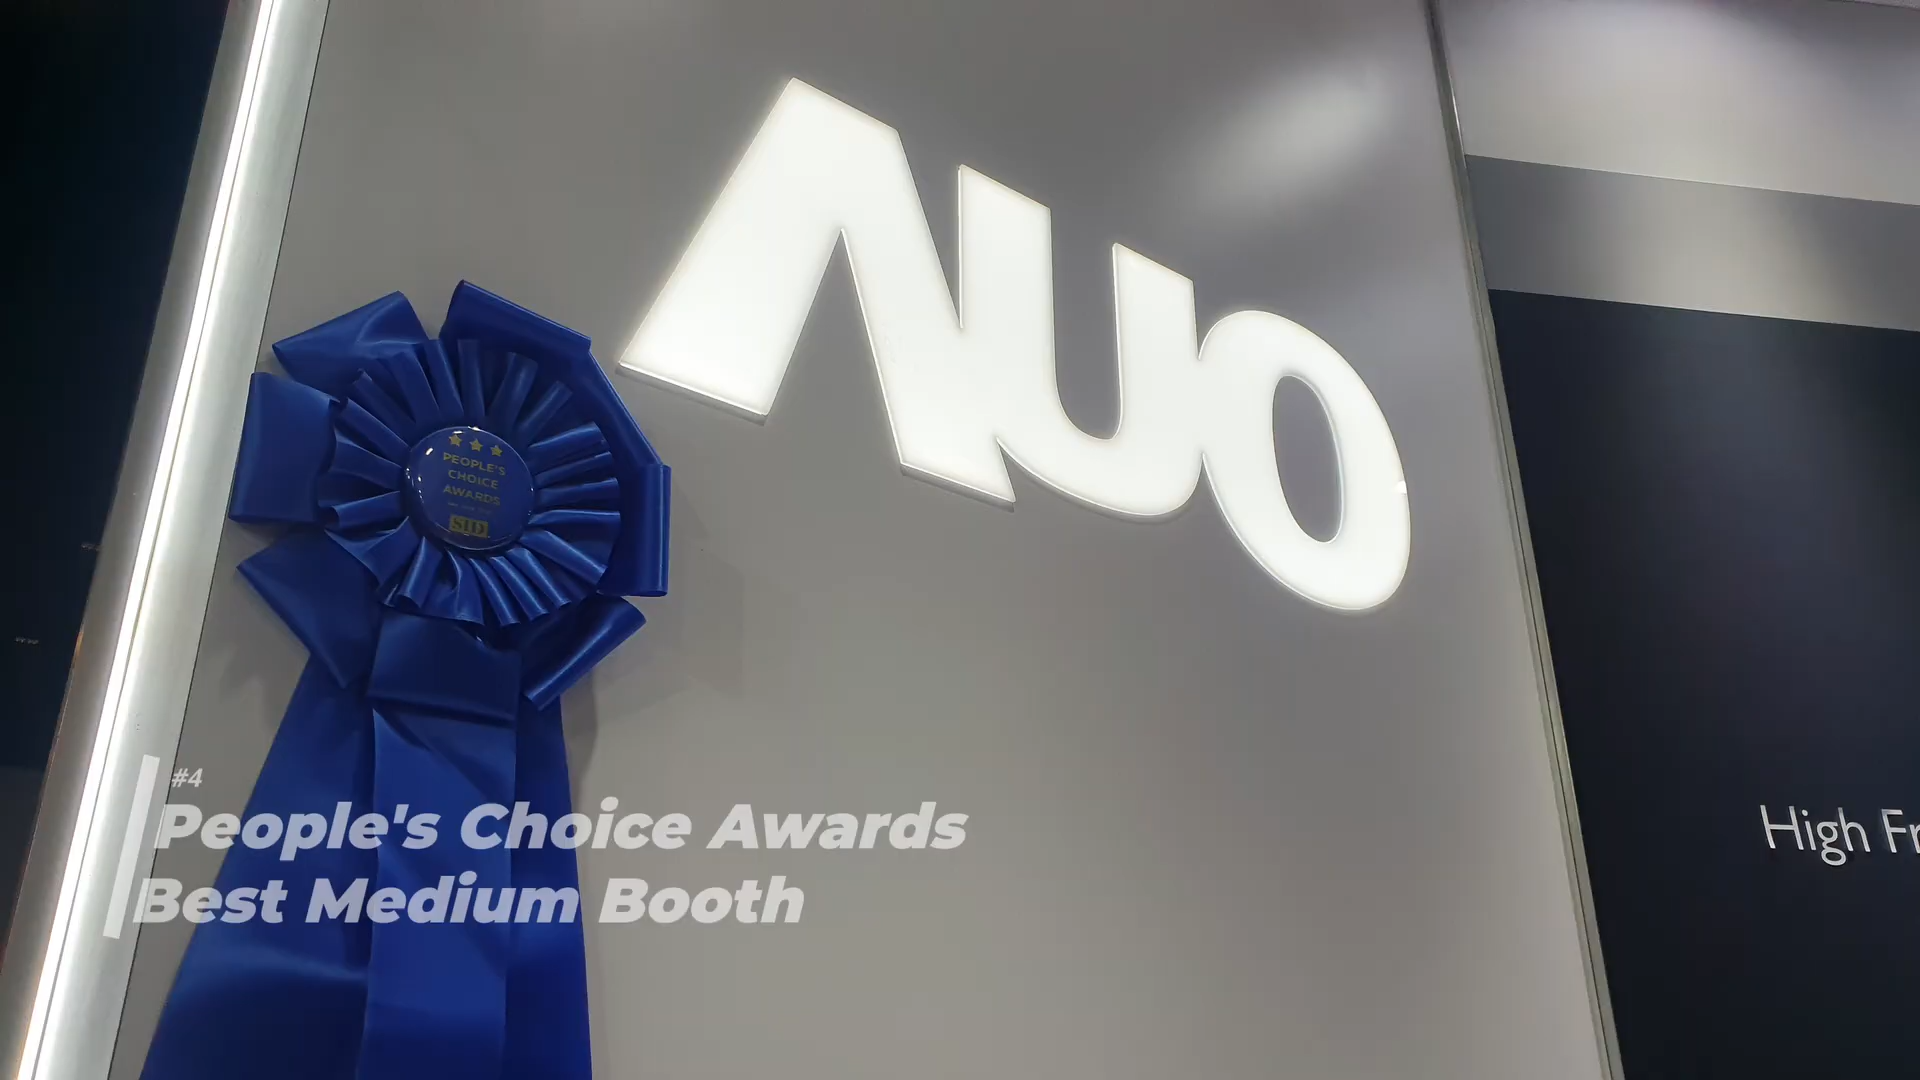 AUO
PEOPLE'S
CHOICE
AWARDS
SID
#4
People's Choice Awards
Best Medium Booth
High Fr